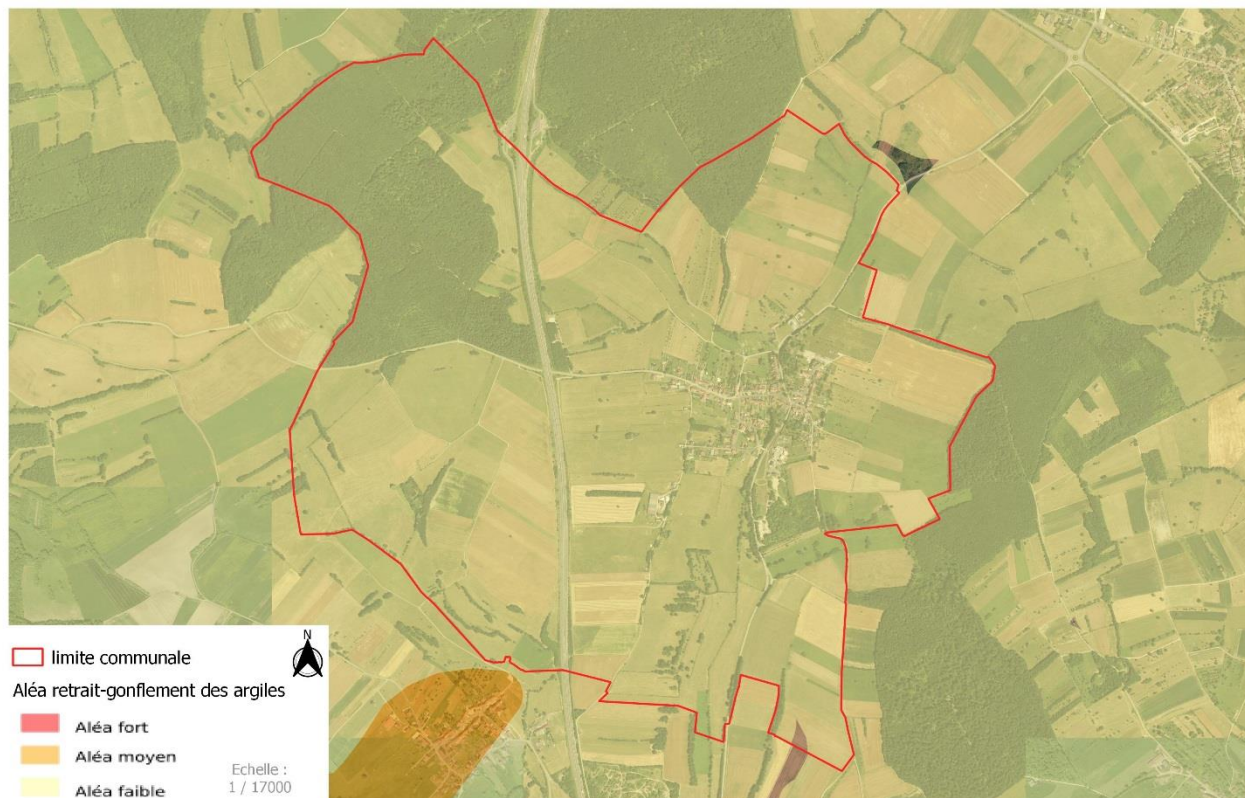 N
limite communale
Aléa retrait-gonflement des argiles
Aléa fort
Aléa moyen
Aléa faible
Echelle :
1 / 17000